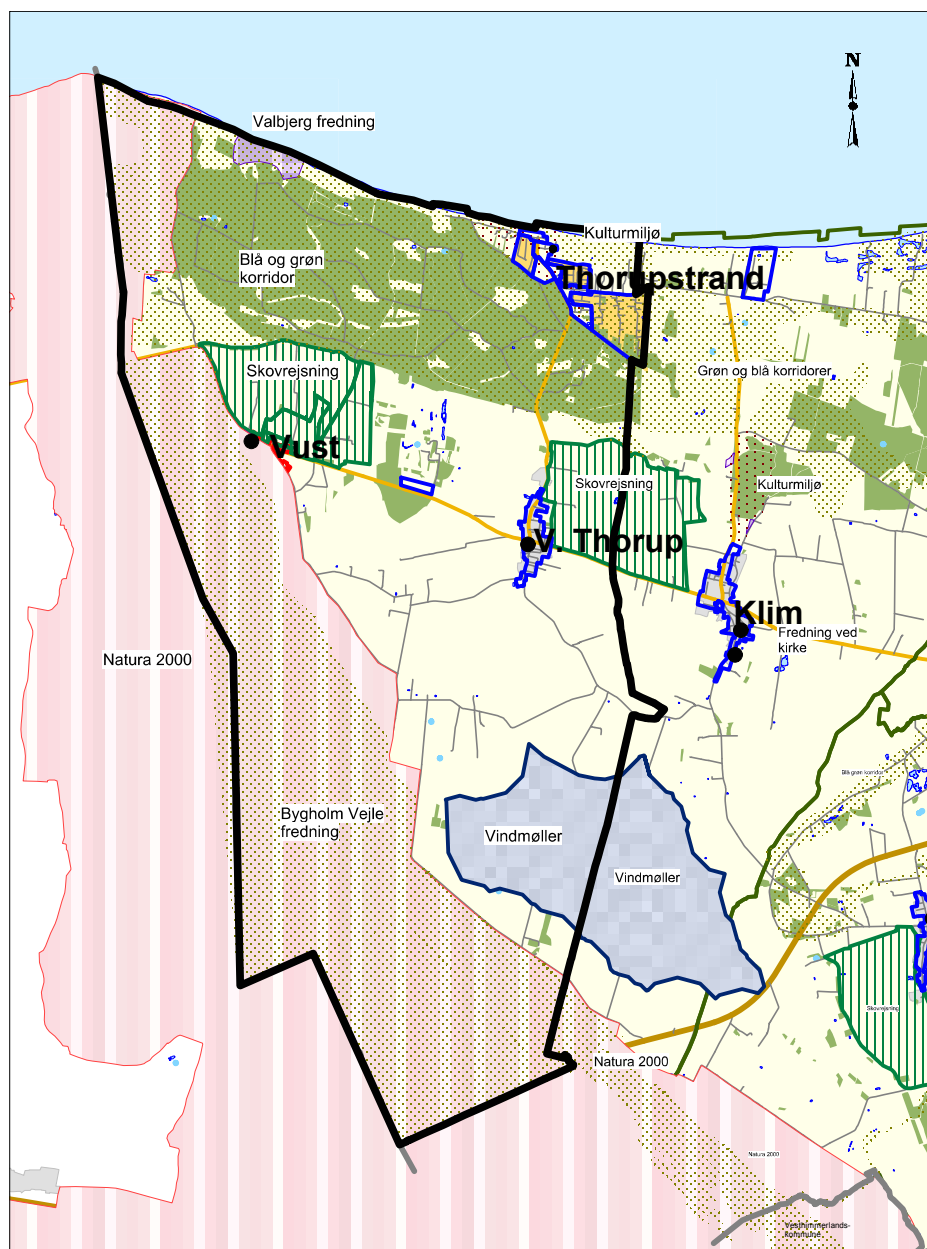 N
Valbjerg fredning
Kulturmiljø
Blå og grøn
korridor
Thorupstrand
Skovrejsning
Grøn og blå korridorer
Vust
Skovrejsning
Kulturmiljø
V. Thorup
Klim
Fredning ved
kirke
Natura 2000
Blå grøn korridor
Bygholm Vejle
fredning
Vindmøller
Vindmøller
Skovrejsning
Natura 2000
Natura 2000
Vesthimmerlands-
kommune